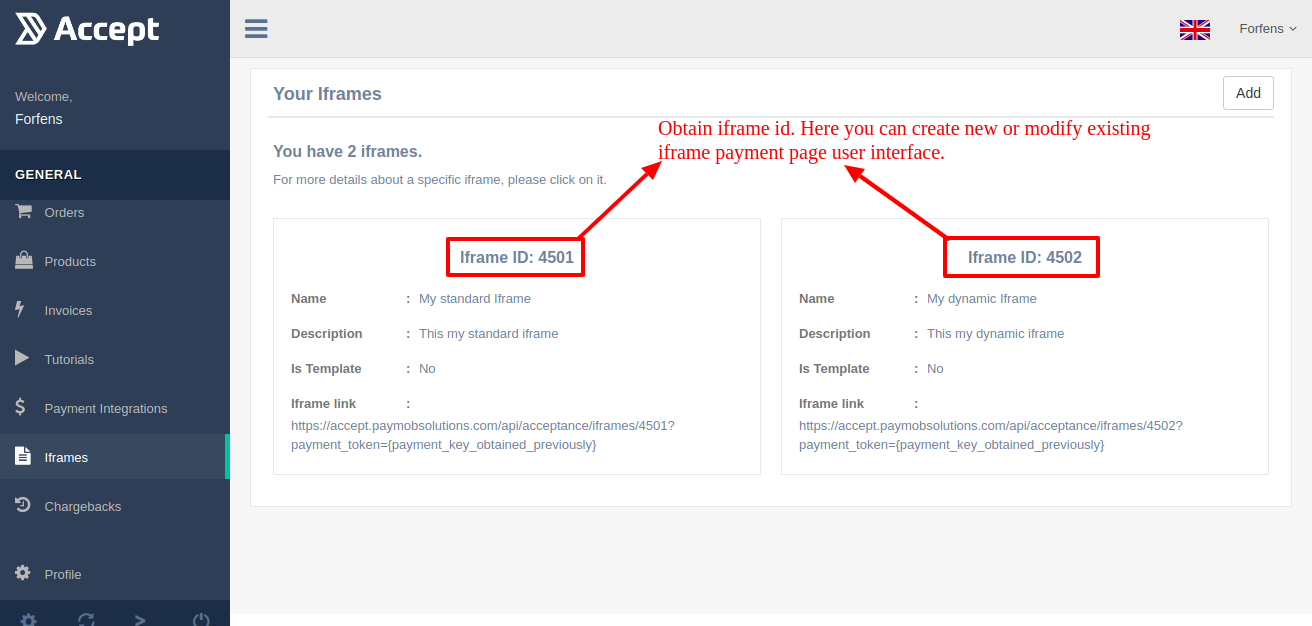 Accept
Forfens
Welcome,
Forfens
GENERAL
Orders
Products
Invoices
Tutorials
Payment Integrations
Iframes
Chargebacks
Profile
Your Iframes
Add
Obtain iframe id. Here you can create new or modify existing
iframe payment page user interface.
You have 2 iframes.
For more details about a specific iframe, please click on it.
Iframe ID: 4501
Name : My standard Iframe
Description : This my standard iframe
Is Template : No
Iframe link :
https://accept.paymobsolutions.com/api/acceptance/iframes/4501?
payment_token={payment_key_obtained_previously}
Iframe ID: 4502
Name : My dynamic Iframe
Description : This my dynamic iframe
Is Template : No
Iframe link :
https://accept.paymobsolutions.com/api/acceptance/iframes/4502?
payment_token={payment_key_obtained_previously}